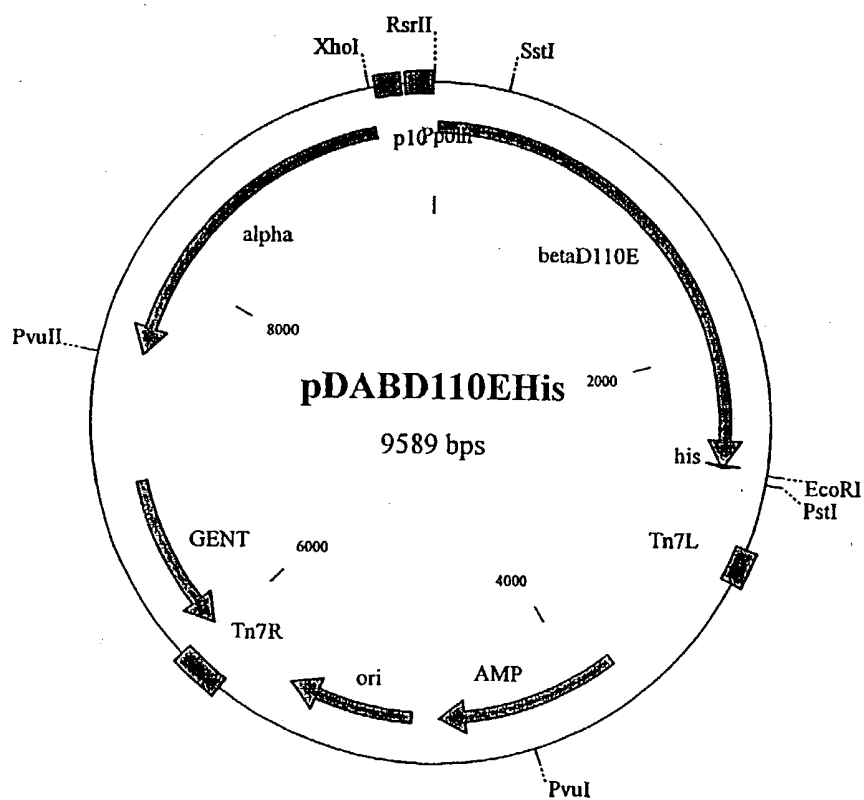 RsrII
XhoI
SstI
p10
Ppolh
alpha
betaD110E
8000
PvuII
2000
pDABD110EHis
9589 bps
his
EcoRI
PstI
GENT
6000
Tn7L
4000
Tn7R
ori
AMP
PvuI